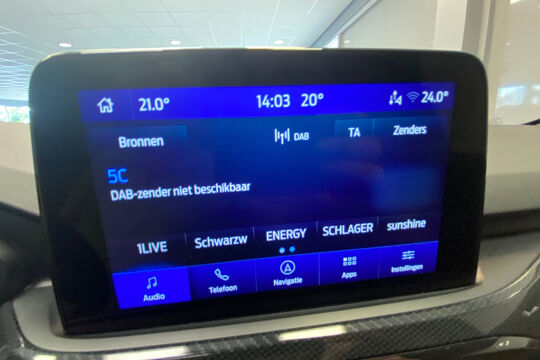 21.0° 14:03 20° 24.0°
Bronnen DAB TA Zenders
5C
DAB-zender niet beschikbaar
1LIVE Schwarzw ENERGY SCHLAGER sunshine
Audio Telefoon Navigatie Apps Instellingen